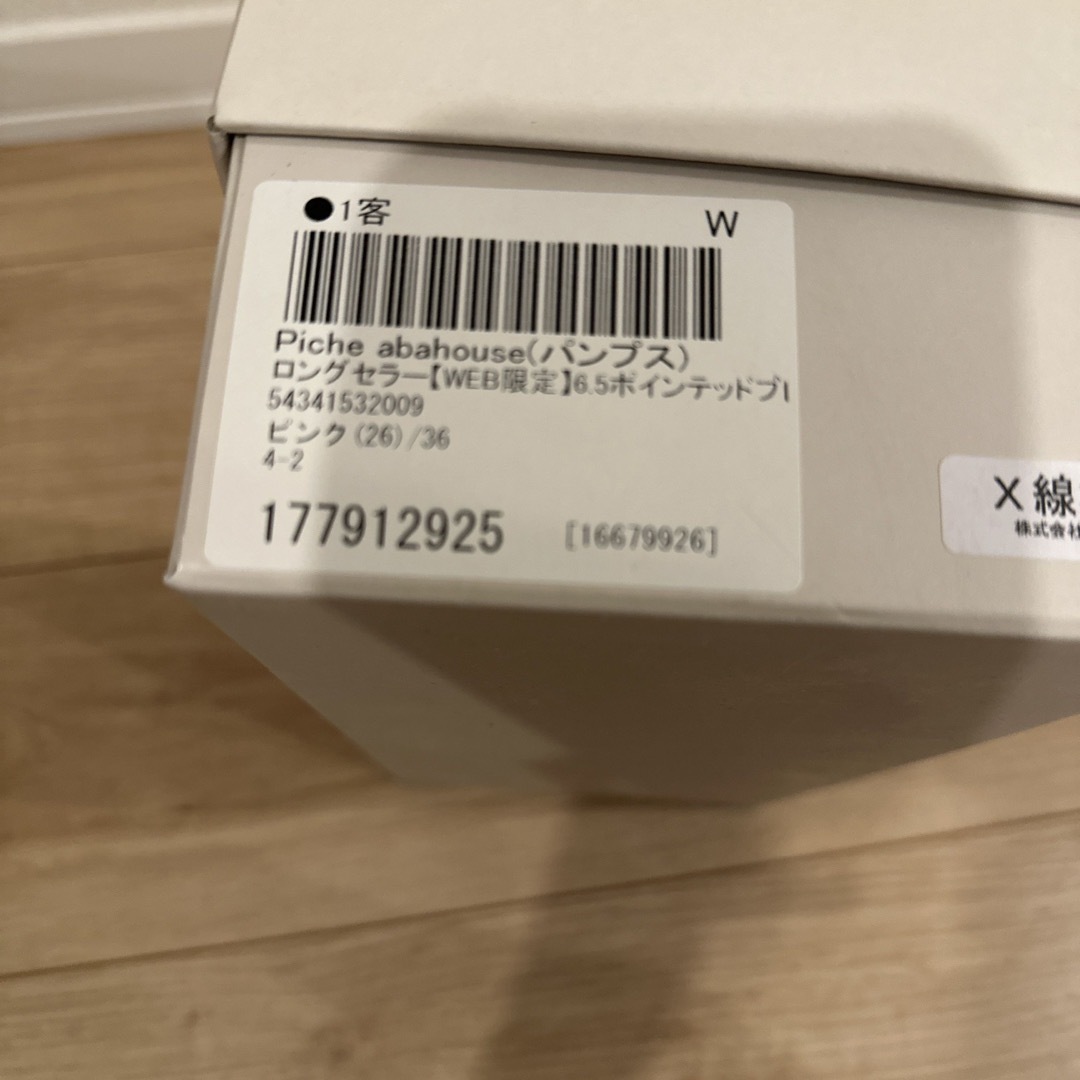 ●1客
W
Piche abahouse(パンプス)
ロングセラー【WEB限定】6.5ポインテッドプ
54341532009
ピンク(26)/36
4-2
177912925
[16679926]
X 線
株式会社